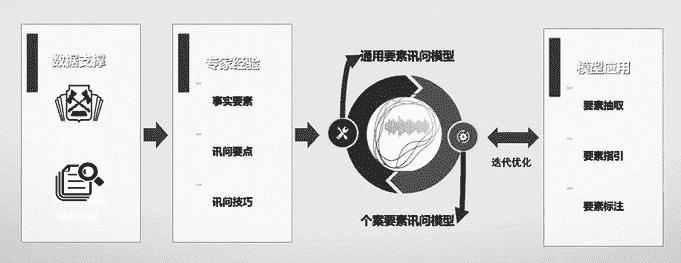 数据支撑
专家经验
事实要素
讯问要点
讯问技巧
通用要素讯问模型
个案要素讯问模型
迭代优化
模型应用
要素抽取
要素指引
要素标注